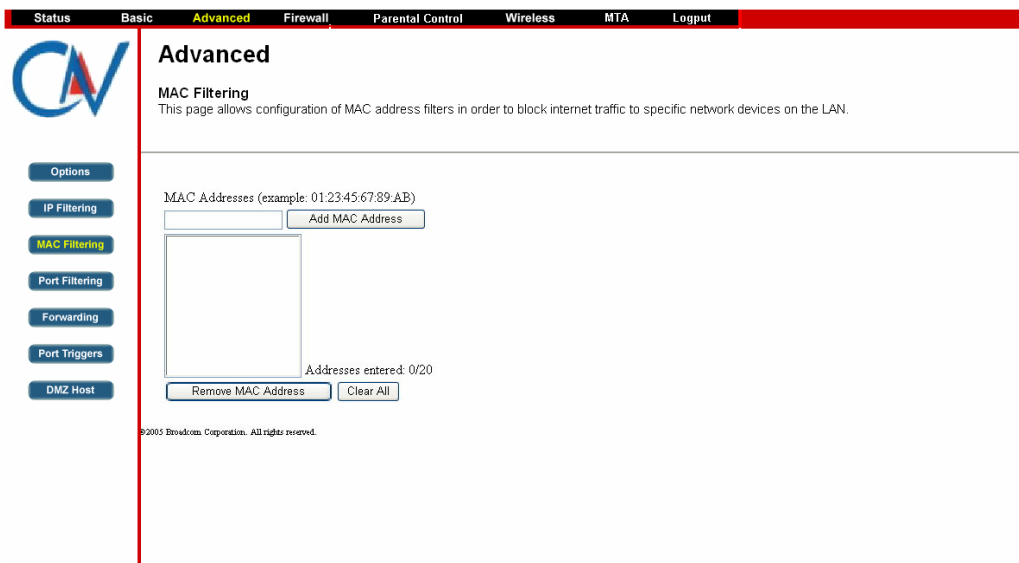 Status Basic Advanced Firewall Parental Control Wireless MTA Logput
CNV
Advanced
MAC Filtering
This page allows configuration of MAC address filters in order to block internet traffic to specific network devices on the LAN.
Options
IP Filtering
MAC Filtering
Port Filtering
Forwarding
Port Triggers
DMZ Host
MAC Addresses (example: 01:23:45:67:89:AB)
Add MAC Address
Addresses entered: 0/20
Remove MAC Address Clear All
©2005 Broadcom Corporation. All rights reserved.